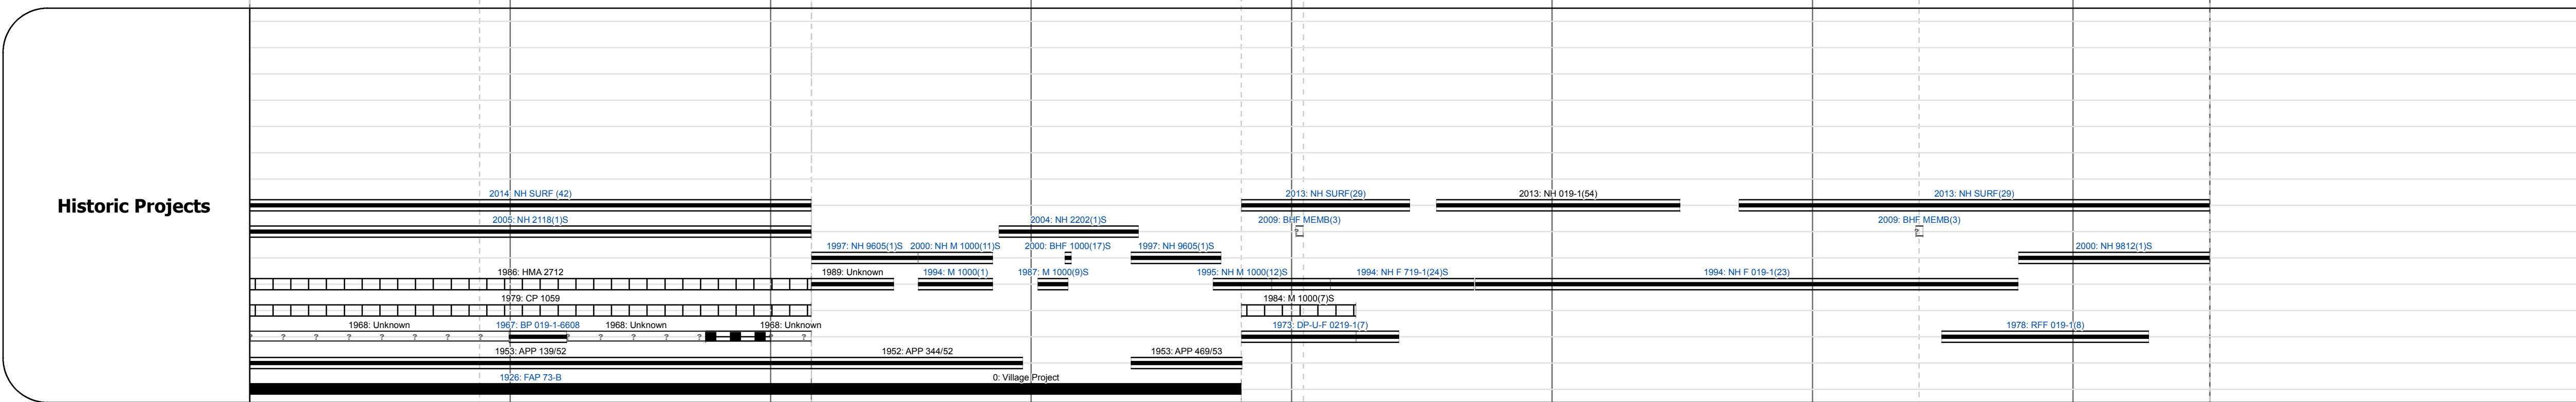 Historic Projects
2014: NH SURF (42)
2013: NH SURF(29)
2013: NH 019-1(54)
2013: NH SURF(29)
2005: NH 2118(1)S
2004: NH 2202(1)S
2009: BHF MEMB(3)
2009: BHF MEMB(3)
1997: NH 9605(1)S
2000: NH M 1000(11)S
2000: BHF 1000(17)S
1997: NH 9605(1)S
2000: NH 9812(1)S
1986: HMA 2712
1989: Unknown
1994: M 1000(1)
1987: M 1000(9)S
1995: NH M 1000(12)S
1994: NH F 719-1(24)S
1994: NH F 019-1(23)
1979: CP 1059
1984: M 1000(7)S
1968: Unknown
1967: BP 019-1-6608
1968: Unknown
1968: Unknown
1973: DP-U-F 0219-1(7)
1978: RFF 019-1(8)
? ? ? ? ? ? ? ? ? ? ? ? ? ? ?
1953: APP 139/52
1952: APP 344/52
1953: APP 469/53
1926: FAP 73-B
0: Village Project